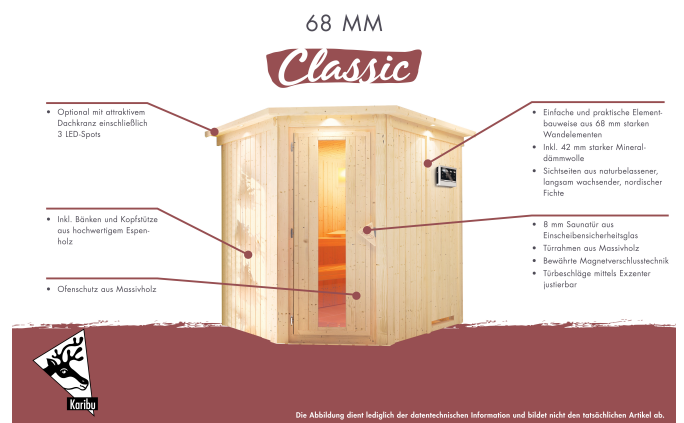 68 MM
Classic
• Optional mit attraktivem
Dachkranz einschließlich
3 LED-Spots
• Inkl. Bänken und Kopfstütze
aus hochwertigem Espen-
holz
• Ofenschutz aus Massivholz
• Einfache und praktische Element-
bauweise aus 68 mm starken
Wandelementen
• Inkl. 42 mm starker Mineral-
dämmwolle
• Sichtseiten aus naturbelassener,
langsam wachsender, nordischer
Fichte
• 8 mm Saunatür aus
Einscheibensicherheitsglas
• Türrahmen aus Massivholz
• Bewährte Magnetverschlusstechnik
• Türbeschläge mittels Exzenter
justierbar
Karibu
Die Abbildung dient lediglich der datentechnischen Information und bildet nicht den tatsächlichen Artikel ab.